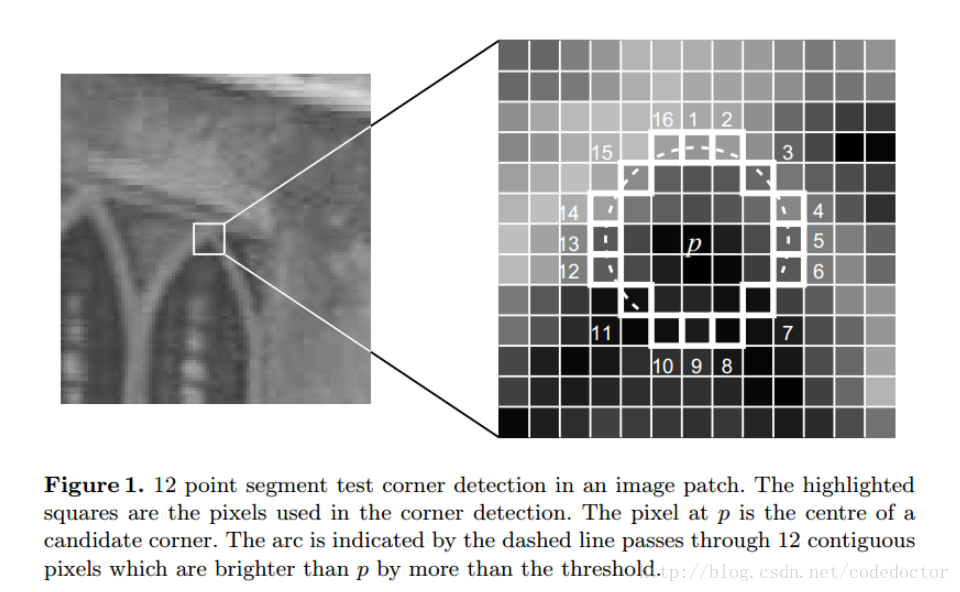 16 1 2
15 3
14 4
13 p 5
12 6
11 7
10 9 8
Figure 1. 12 point segment test corner detection in an image patch. The highlighted
squares are the pixels used in the corner detection. The pixel at p is the centre of a
candidate corner. The arc is indicated by the dashed line passes through 12 contiguous
pixels which are brighter than p by more than the threshold.
http://blog.csdn.net/codedoctor